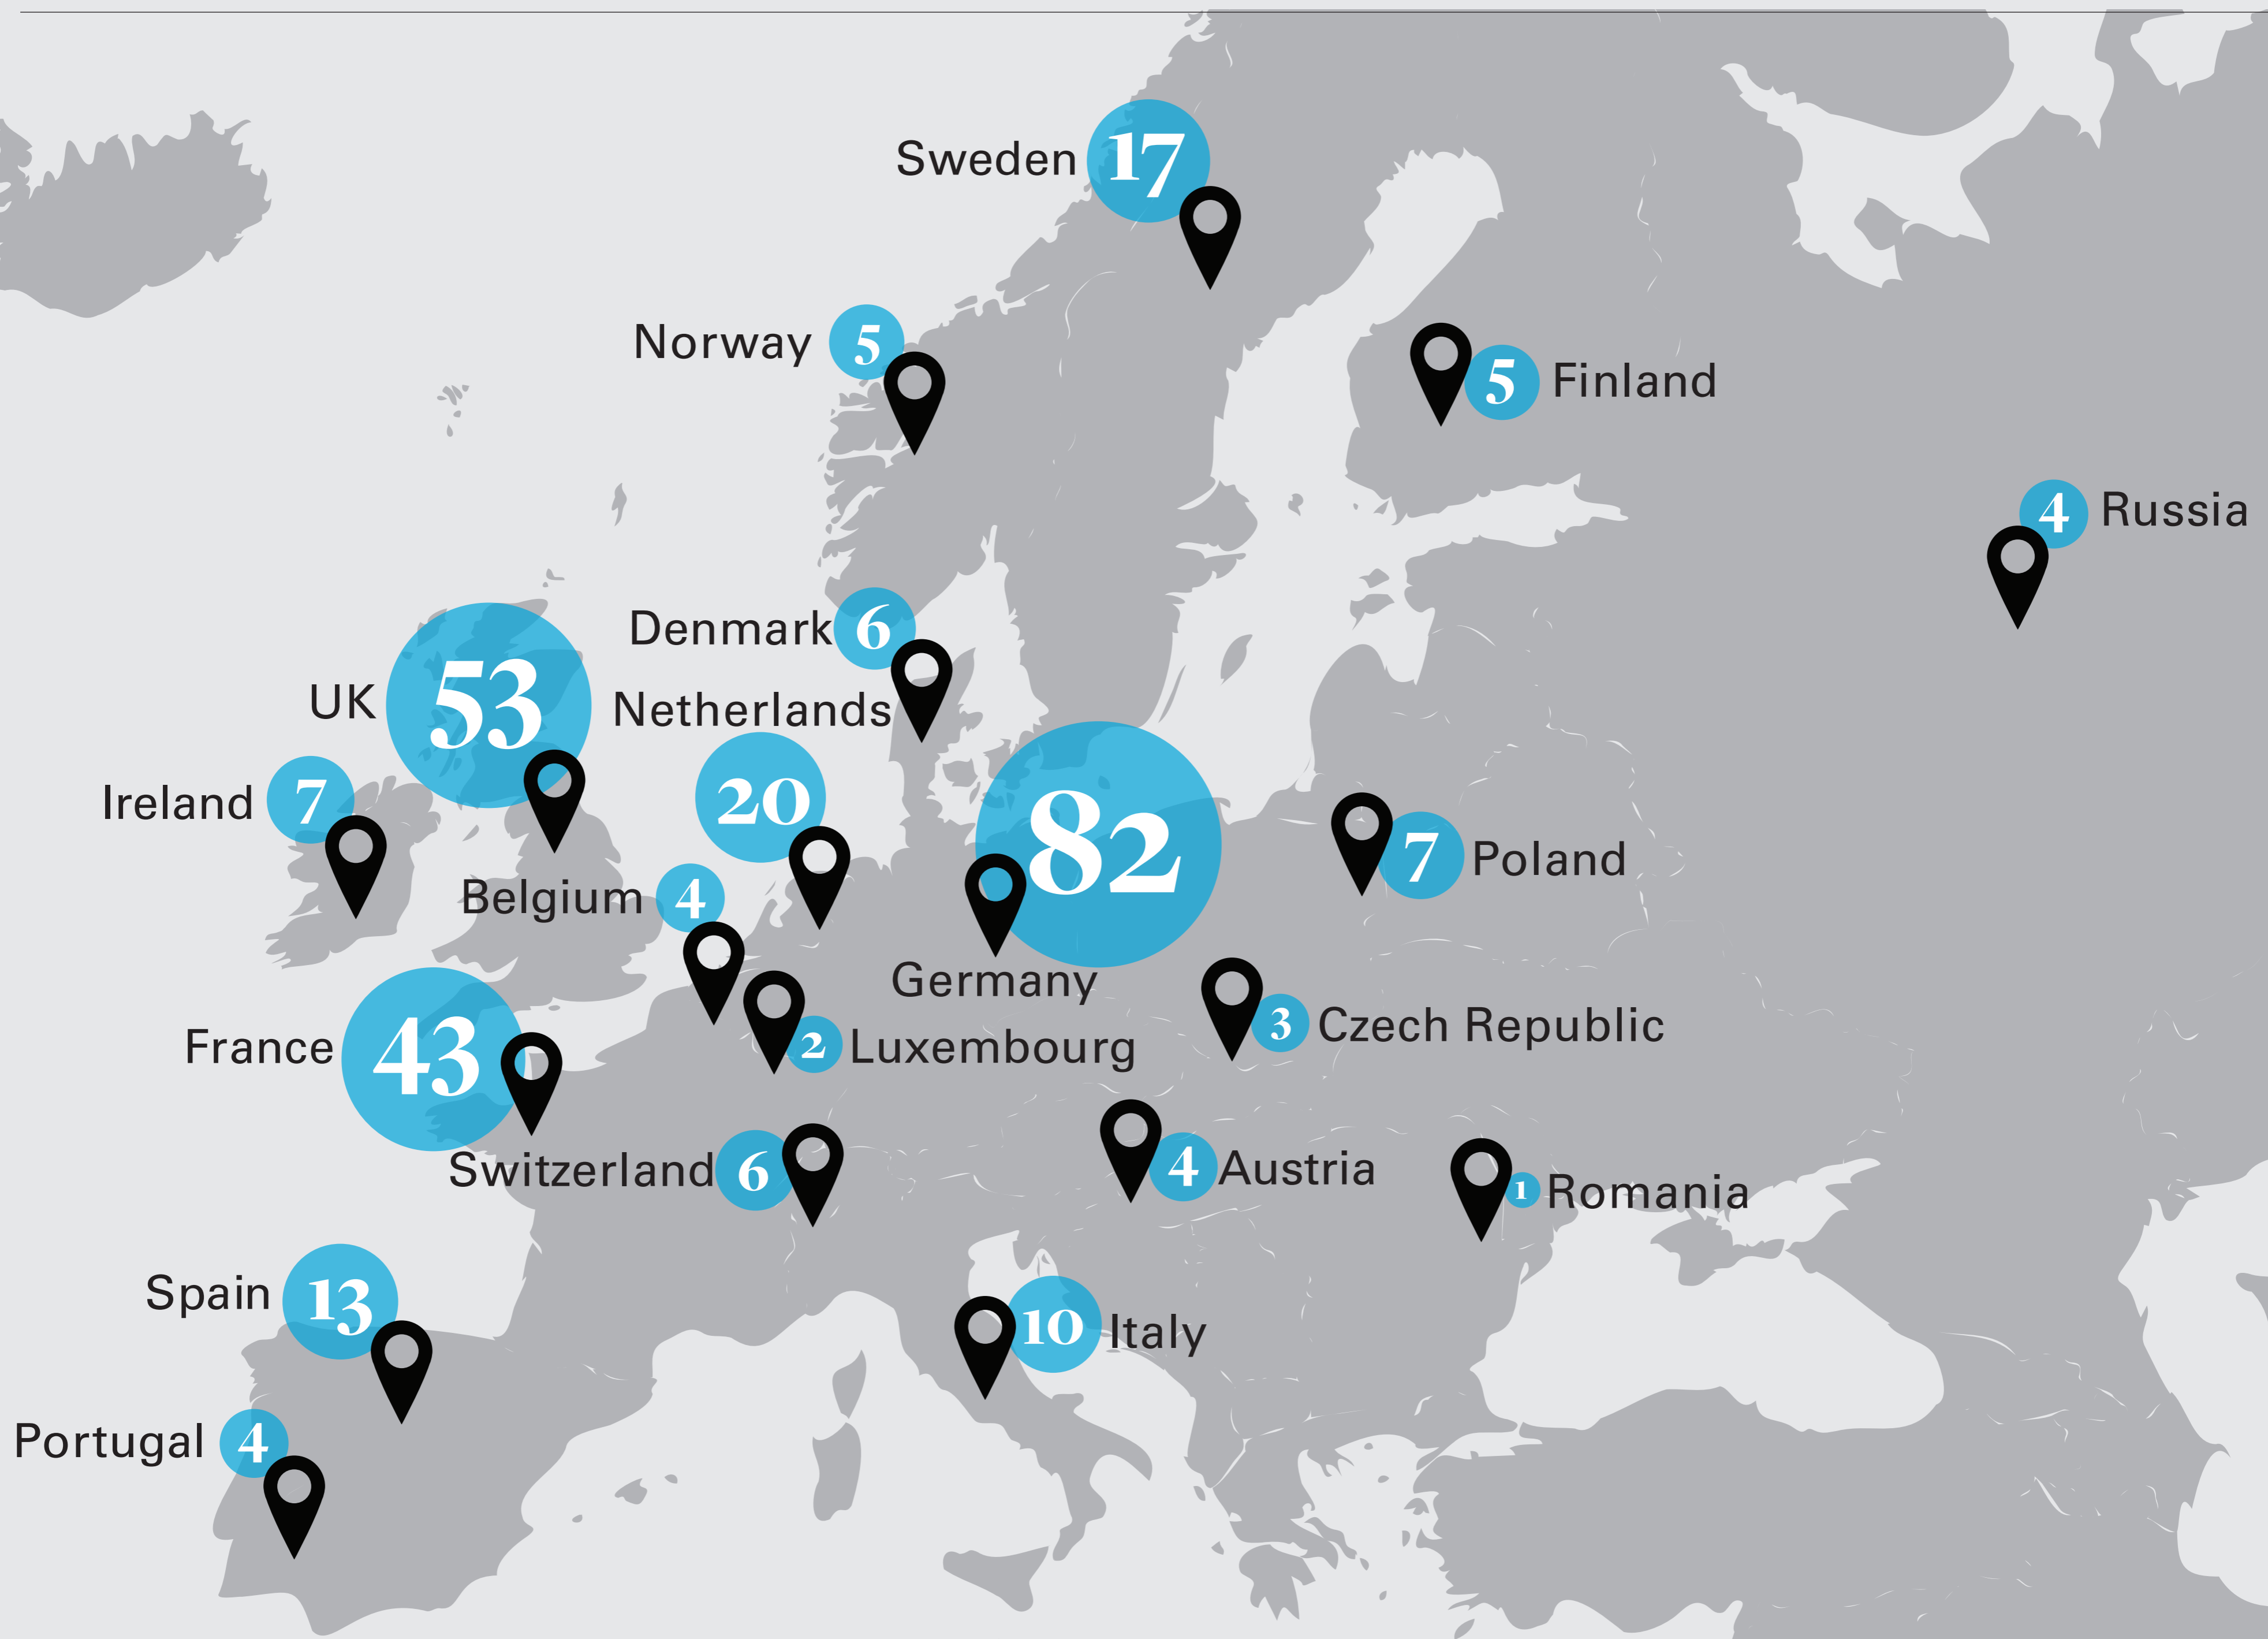 Sweden 17
Norway 5
5 Finland
4 Russia
Denmark 6
UK 53
Netherlands
20
Ireland 7
82
Germany
7 Poland
Belgium 4
France 43
2 Luxembourg
3 Czech Republic
Switzerland 6
4 Austria
1 Romania
Spain 13
10 Italy
Portugal 4